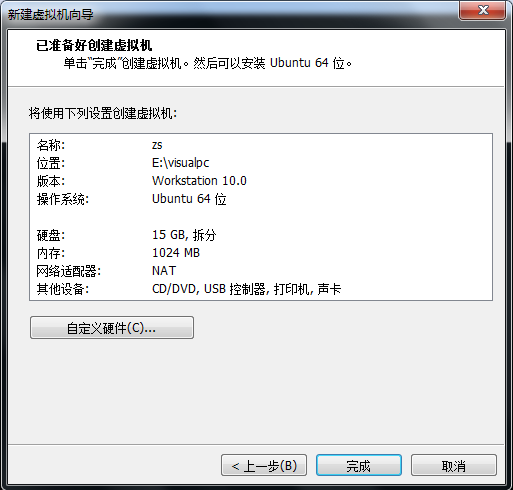 新建虚拟机向导
已准备好创建虚拟机
单击“完成”创建虚拟机。然后可以安装 Ubuntu 64 位。
将使用下列设置创建虚拟机:
名称: zs
位置: E:\visualpc
版本: Workstation 10.0
操作系统: Ubuntu 64 位
硬盘: 15 GB, 拆分
内存: 1024 MB
网络适配器: NAT
其他设备: CD/DVD, USB 控制器, 打印机, 声卡
自定义硬件(C)...
< 上一步(B) 完成 取消